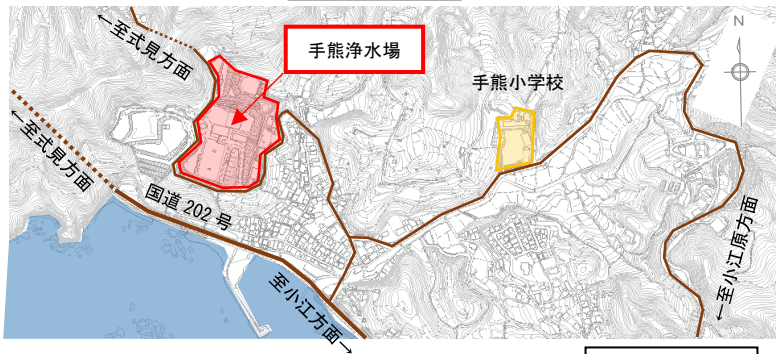 ←至式見方面
手熊浄水場
N
手熊小学校
←至式見方面
国道 202 号
至小江方面→
←至小江原方面